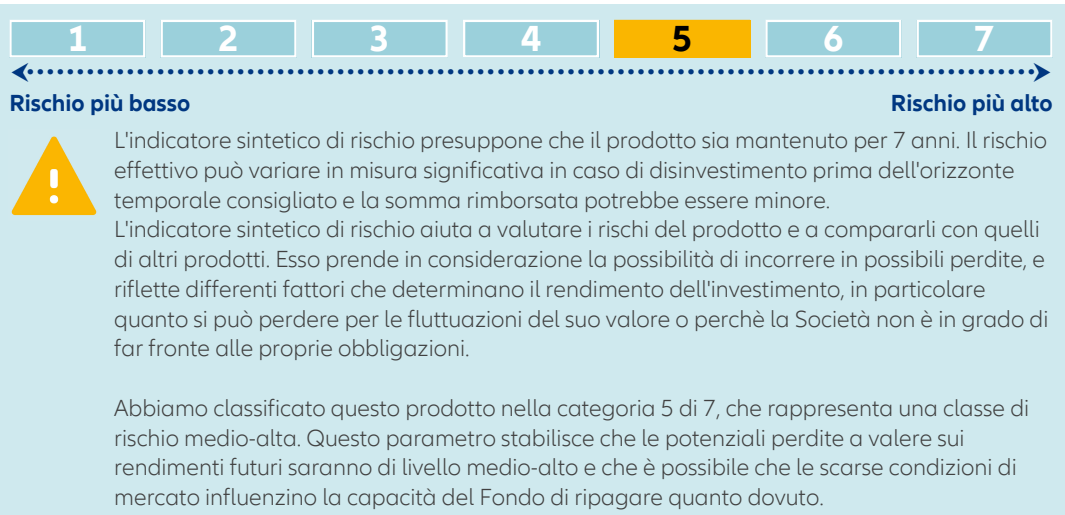 1 2 3 4 5 6 7
Rischio più basso Rischio più alto
L'indicatore sintetico di rischio presuppone che il prodotto sia mantenuto per 7 anni. Il rischio
effettivo può variare in misura significativa in caso di disinvestimento prima dell'orizzonte
temporale consigliato e la somma rimborsata potrebbe essere minore.
L'indicatore sintetico di rischio aiuta a valutare i rischi del prodotto e a compararli con quelli
di altri prodotti. Esso prende in considerazione la possibilità di incorrere in possibili perdite, e
riflette differenti fattori che determinano il rendimento dell'investimento, in particolare
quanto si può perdere per le fluttuazioni del suo valore o perchè la Società non è in grado di
far fronte alle proprie obbligazioni.
Abbiamo classificato questo prodotto nella categoria 5 di 7, che rappresenta una classe di
rischio medio-alta. Questo parametro stabilisce che le potenziali perdite a valere sui
rendimenti futuri saranno di livello medio-alto e che è possibile che le scarse condizioni di
mercato influenzino la capacità del Fondo di ripagare quanto dovuto.